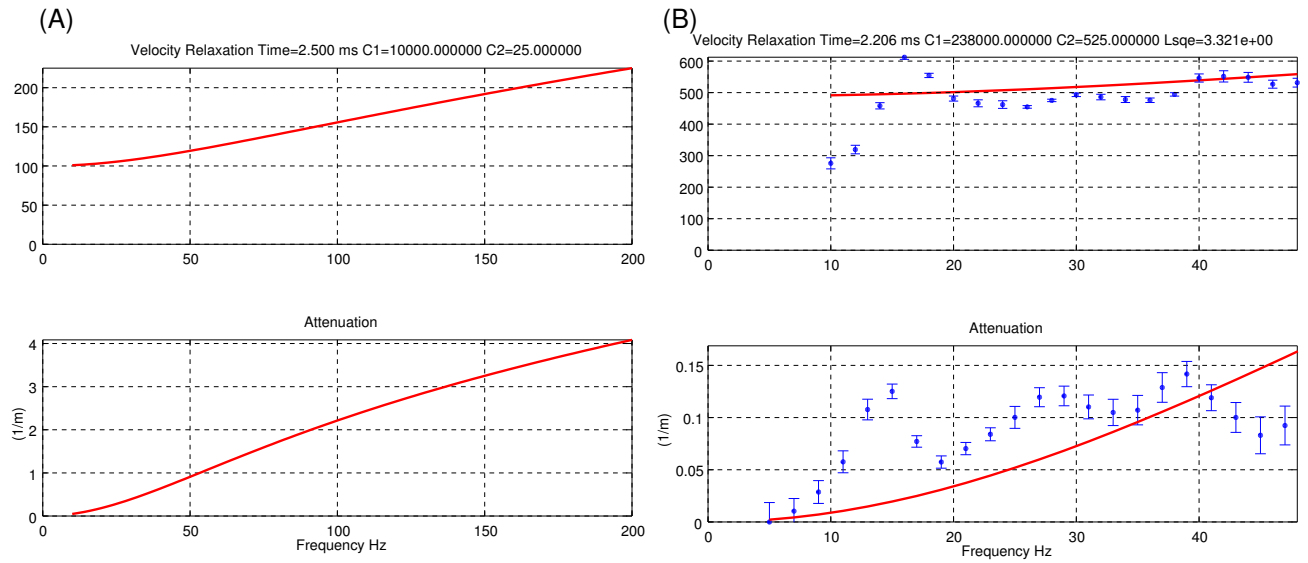 (A)
Velocity Relaxation Time=2.500 ms C1=10000.000000 C2=25.000000
200
150
100
50
0
0 50 100 150 200
Attenuation
4
3
2
1
0
(1/m)
0 50 100 150 200
Frequency Hz
(B)
Velocity Relaxation Time=2.206 ms C1=238000.000000 C2=525.000000 Lsqe=3.321e+00
600
500
400
300
200
100
0
0 10 20 30 40
Attenuation
0.15
0.1
0.05
0
(1/m)
0 10 20 30 40
Frequency Hz